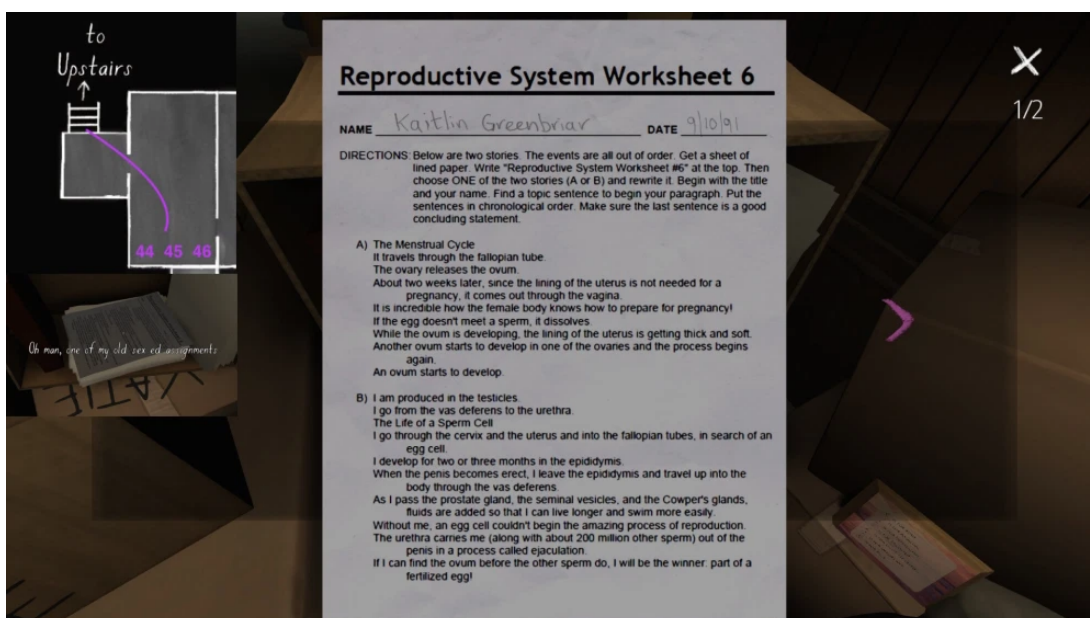 to
Upstairs
44 45 46
Oh man, one of my old sex ed assignments
KATIE
X
1/2
Reproductive System Worksheet 6
NAME Kaitlin Greenbriar DATE 9/10/91
DIRECTIONS: Below are two stories. The events are all out of order. Get a sheet of
lined paper. Write "Reproductive System Worksheet #6" at the top. Then
choose ONE of the two stories (A or B) and rewrite it. Begin with the title
and your name. Find a topic sentence to begin your paragraph. Put the
sentences in chronological order. Make sure the last sentence is a good
concluding statement.
A) The Menstrual Cycle
It travels through the fallopian tube.
The ovary releases the ovum.
About two weeks later, since the lining of the uterus is not needed for a
pregnancy, it comes out through the vagina.
It is incredible how the female body knows how to prepare for pregnancy!
If the egg doesn't meet a sperm, it dissolves.
While the ovum is developing, the lining of the uterus is getting thick and soft.
Another ovum starts to develop in one of the ovaries and the process begins
again.
An ovum starts to develop.
B) I am produced in the testicles.
I go from the vas deferens to the urethra.
The Life of a Sperm Cell
I go through the cervix and the uterus and into the fallopian tubes, in search of an
egg cell.
I develop for two or three months in the epididymis.
When the penis becomes erect, I leave the epididymis and travel up into the
body through the vas deferens.
As I pass the prostate gland, the seminal vesicles, and the Cowper's glands,
fluids are added so that I can live longer and swim more easily.
Without me, an egg cell couldn't begin the amazing process of reproduction.
The urethra carries me (along with about 200 million other sperm) out of the
penis in a process called ejaculation.
If I can find the ovum before the other sperm do, I will be the winner: part of a
fertilized egg!